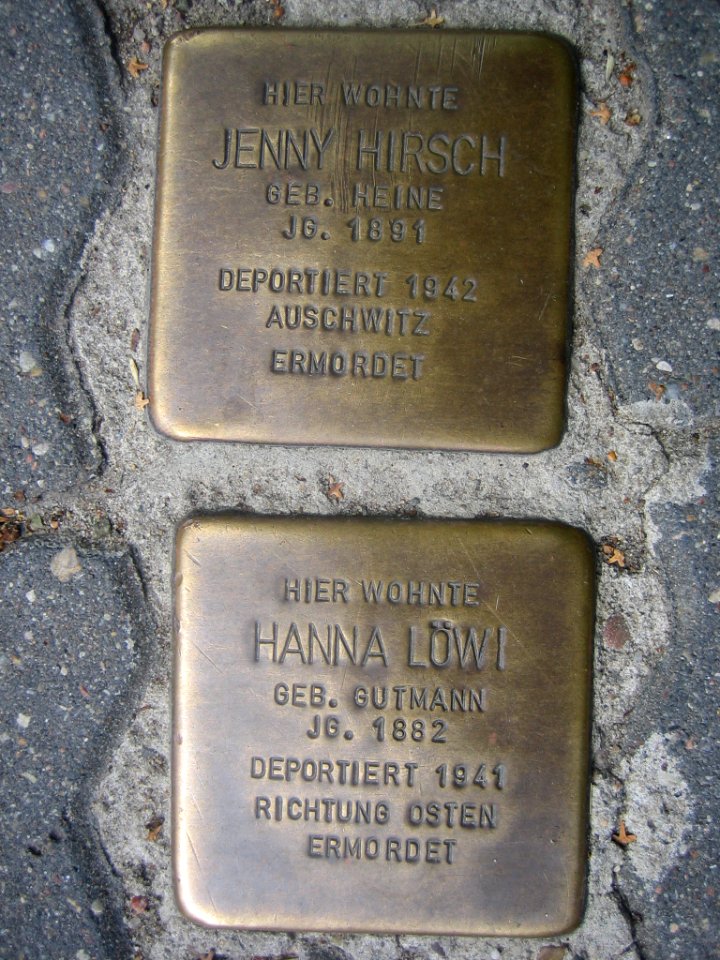 HIER WOHNTE
JENNY HIRSCH
GEB. HEINE
JG. 1891
DEPORTIERT 1942
AUSCHWITZ
ERMORDET
HIER WOHNTE
HANNA LÖWI
GEB. GUTMANN
JG. 1882
DEPORTIERT 1941
RICHTUNG OSTEN
ERMORDET